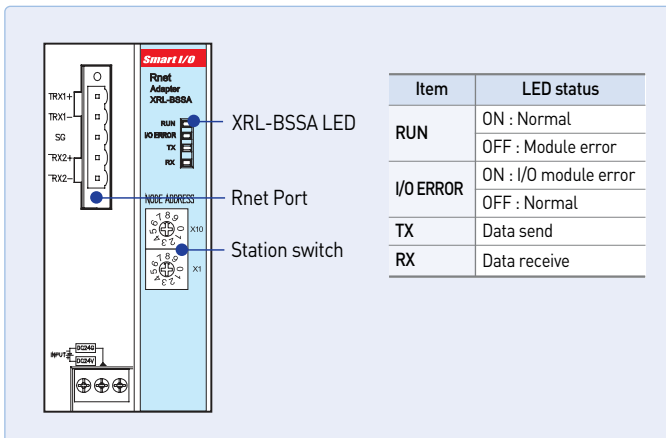 Smart I/O
Rnet
Adapter
XRL-BSSA
RUN
I/O ERROR
TX
RX
TRX1+
TRX1-
SG
TRX2+
TRX2-
NODE ADDRESS
X10
X1
INPUT
DC24G
DC24V
XRL-BSSA LED
Rnet Port
Station switch
Item LED status
RUN ON : Normal
OFF : Module error
I/O ERROR ON : I/O module error
OFF : Normal
TX Data send
RX Data receive